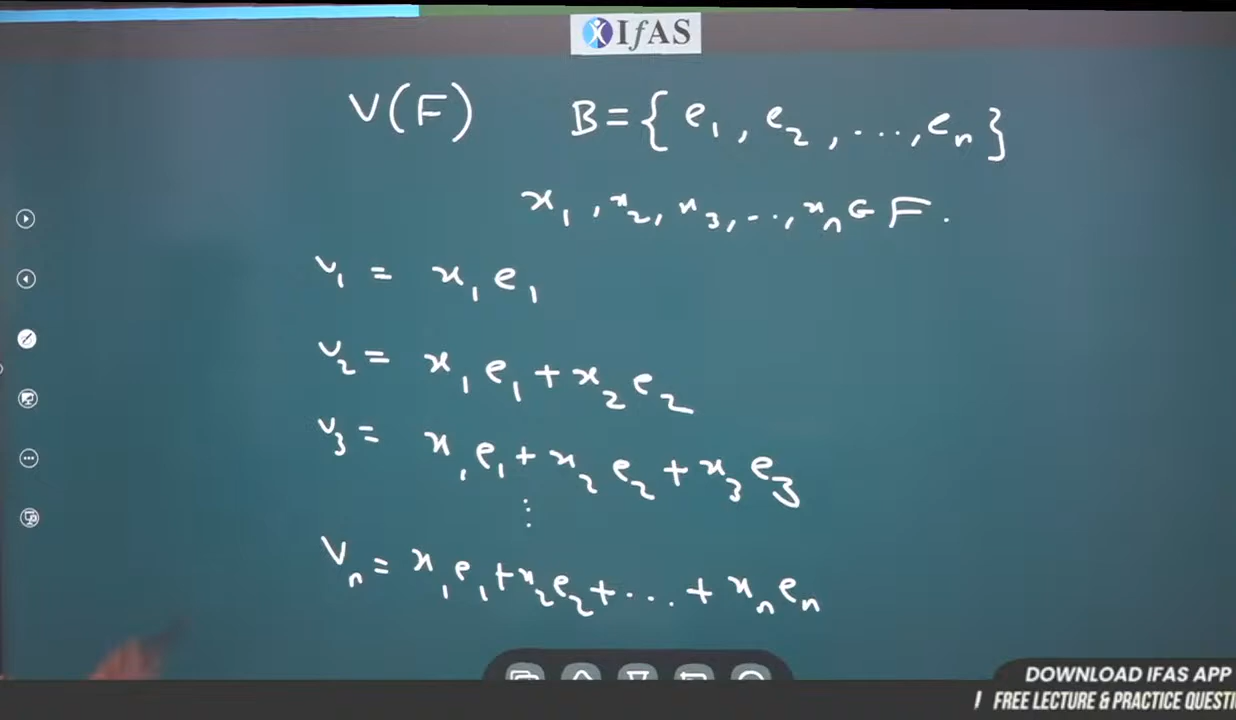 IfAS
V(F) B={e₁, e₂, ..., eₙ}
x₁, x₂, x₃, ..., xₙ ∈ F.
v₁ = x₁e₁
v₂ = x₁e₁ + x₂e₂
v₃ = x₁e₁ + x₂e₂ + x₃e₃
⋮
Vₙ = x₁e₁ + x₂e₂ + ... + xₙeₙ
DOWNLOAD IFAS APP
FREE LECTURE & PRACTICE QUESTI